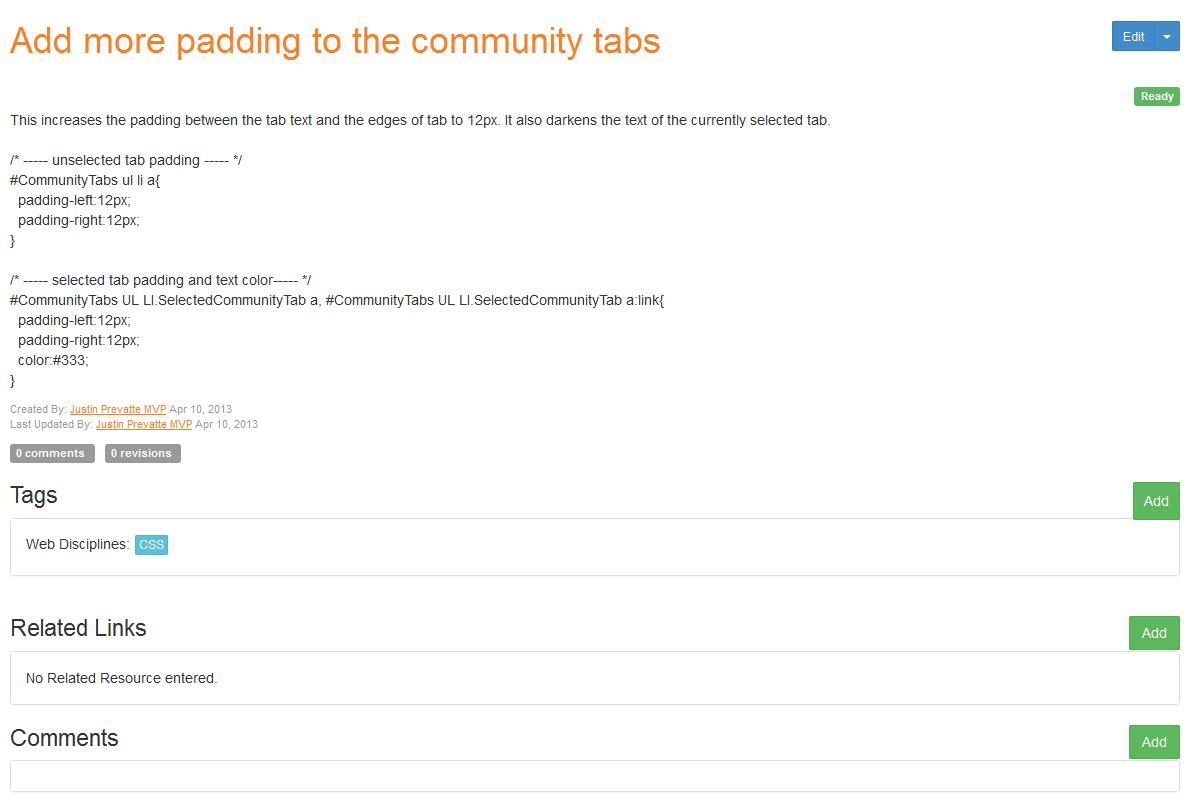 Add more padding to the community tabs
Edit
Ready
This increases the padding between the tab text and the edges of tab to 12px. It also darkens the text of the currently selected tab.
/* ----- unselected tab padding ----- */
#CommunityTabs ul li a{
padding-left:12px;
padding-right:12px;
}
/* ----- selected tab padding and text color----- */
#CommunityTabs UL LI.SelectedCommunityTab a, #CommunityTabs UL LI.SelectedCommunityTab a:link{
padding-left:12px;
padding-right:12px;
color:#333;
}
Created By: Justin Prevatte MVP Apr 10, 2013
Last Updated By: Justin Prevatte MVP Apr 10, 2013
0 comments 0 revisions
Tags
Add
Web Disciplines: CSS
Related Links
Add
No Related Resource entered.
Comments
Add